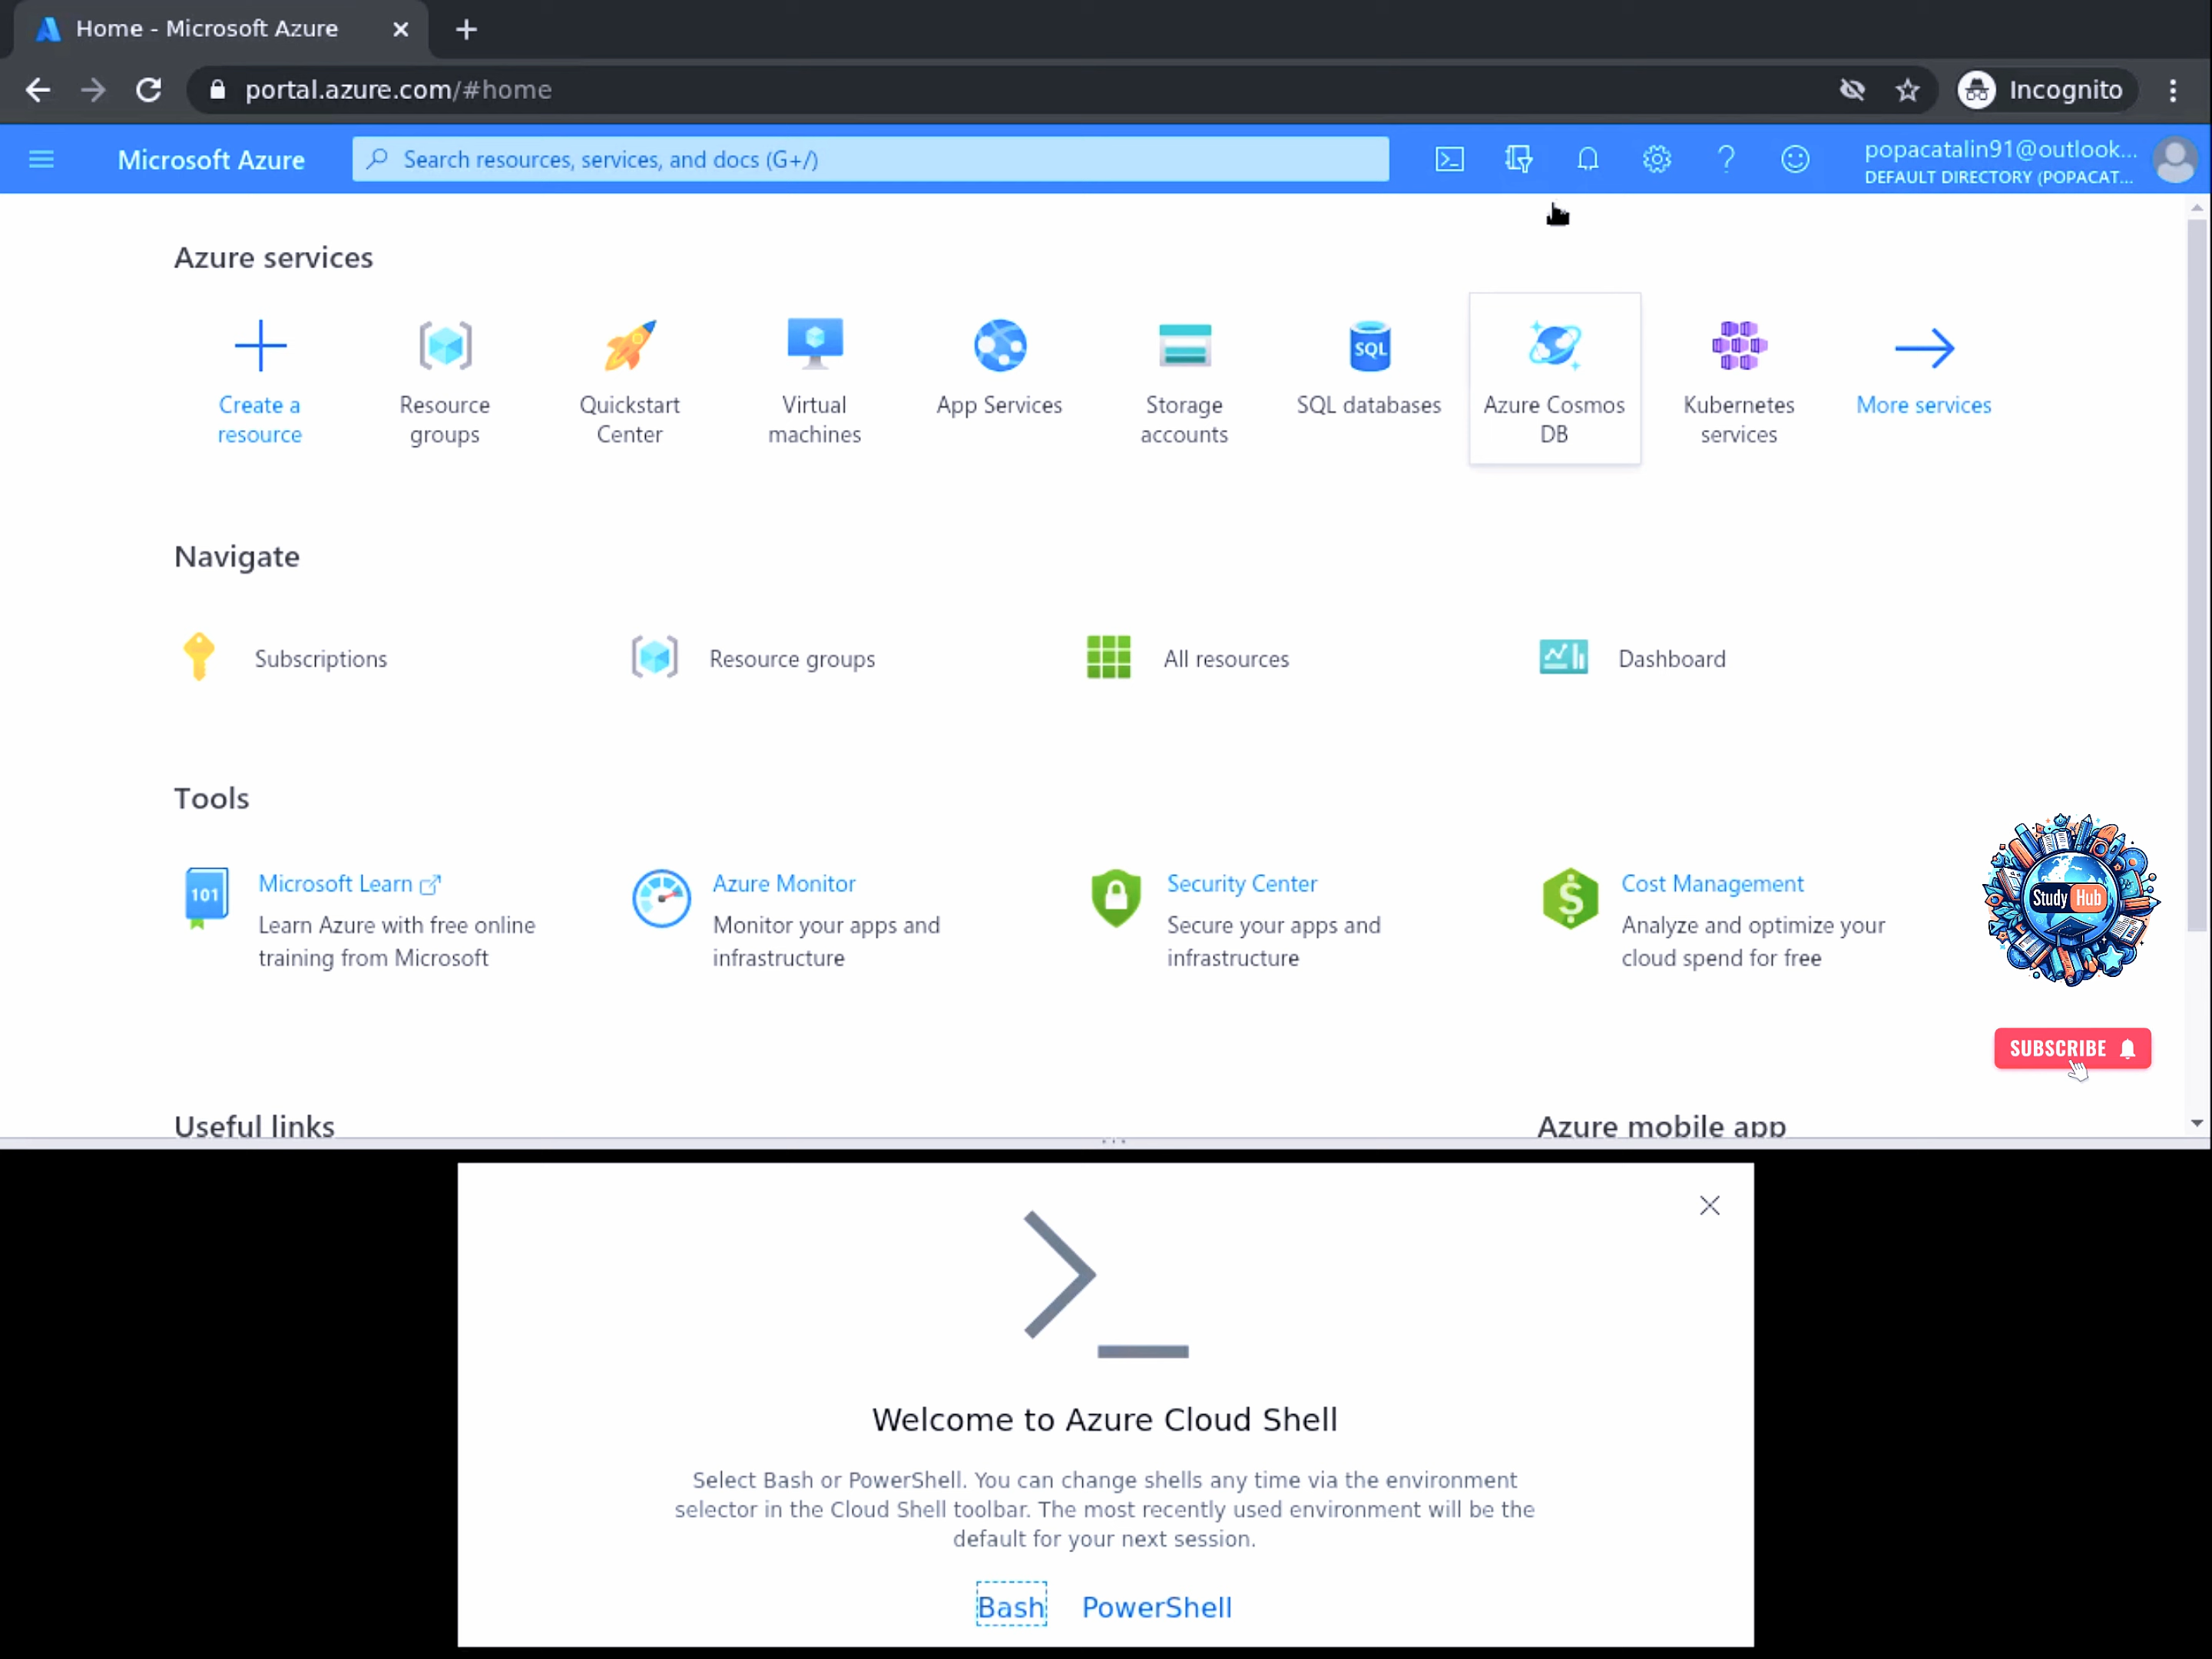 Home - Microsoft Azure
portal.azure.com/#home
Incognito
Microsoft Azure
Search resources, services, and docs (G+/)
popacatalin91@outlook...
DEFAULT DIRECTORY (POPACAT...
Azure services
Create a
resource
Resource
groups
Quickstart
Center
Virtual
machines
App Services
Storage
accounts
SQL
SQL databases
Azure Cosmos
DB
Kubernetes
services
More services
Navigate
Subscriptions
Resource groups
All resources
Dashboard
Tools
101
Microsoft Learn
Learn Azure with free online
training from Microsoft
Azure Monitor
Monitor your apps and
infrastructure
Security Center
Secure your apps and
infrastructure
Cost Management
Analyze and optimize your
cloud spend for free
Study Hub
SUBSCRIBE
Useful links
Azure mobile app
Welcome to Azure Cloud Shell
Select Bash or PowerShell. You can change shells any time via the environment
selector in the Cloud Shell toolbar. The most recently used environment will be the
default for your next session.
Bash PowerShell